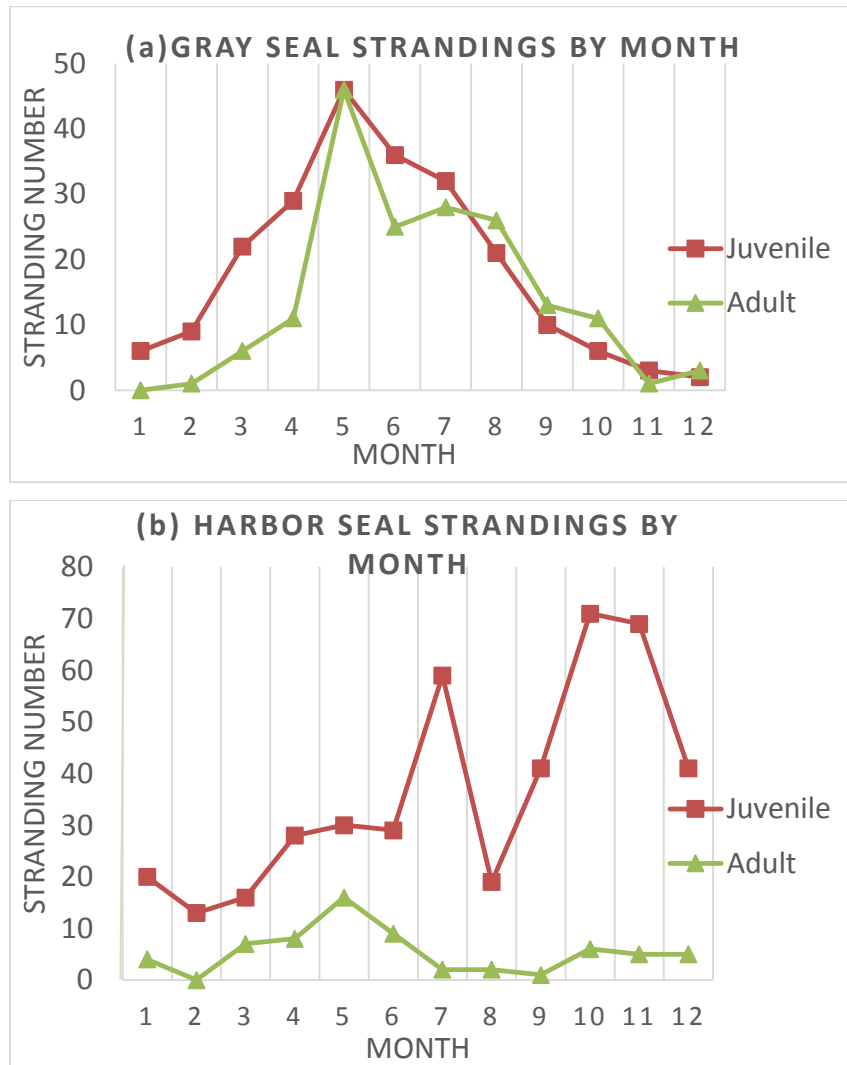 (a)GRAY SEAL STRANDINGS BY MONTH
50
40
30
20
10
0
STRANDING NUMBER
1 2 3 4 5 6 7 8 9 10 11 12
MONTH
Juvenile
Adult
(b) HARBOR SEAL STRANDINGS BY
MONTH
80
70
60
50
40
30
20
10
0
STRANDING NUMBER
1 2 3 4 5 6 7 8 9 10 11 12
MONTH
Juvenile
Adult